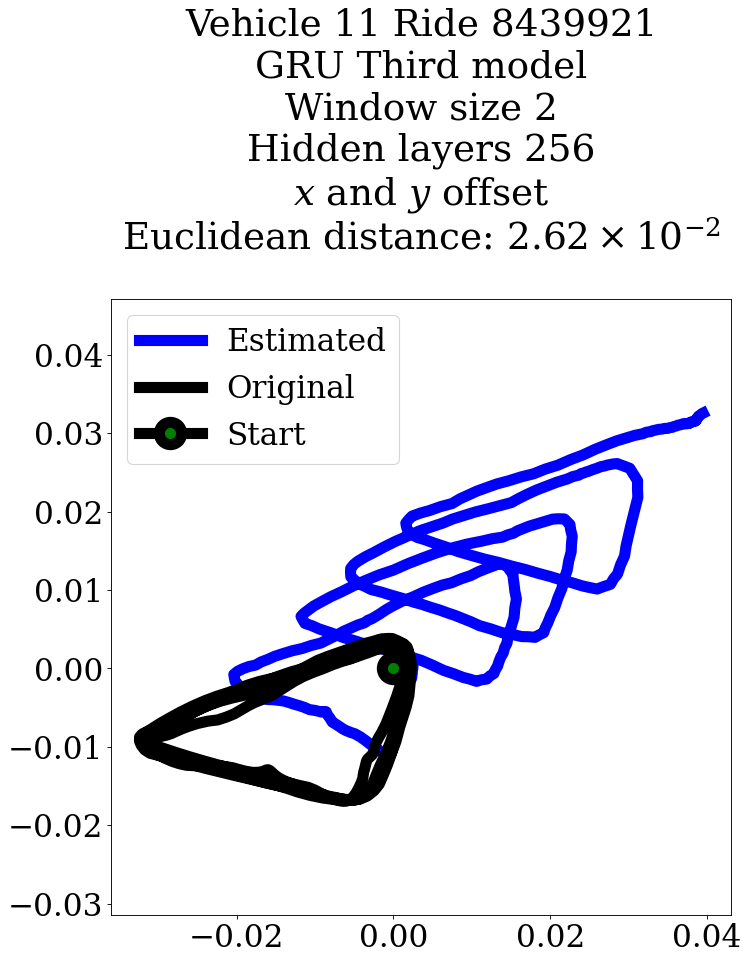 Vehicle 11 Ride 8439921
GRU Third model
Window size 2
Hidden layers 256
x and y offset
Euclidean distance: 2.62 × 10⁻²
Estimated
Original
Start
0.04
0.03
0.02
0.01
0.00
−0.01
−0.02
−0.03
−0.02 0.00 0.02 0.04